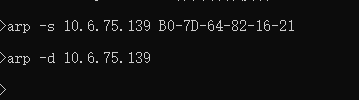 >arp -s 10.6.75.139 B0-7D-64-82-16-21
>arp -d 10.6.75.139
>